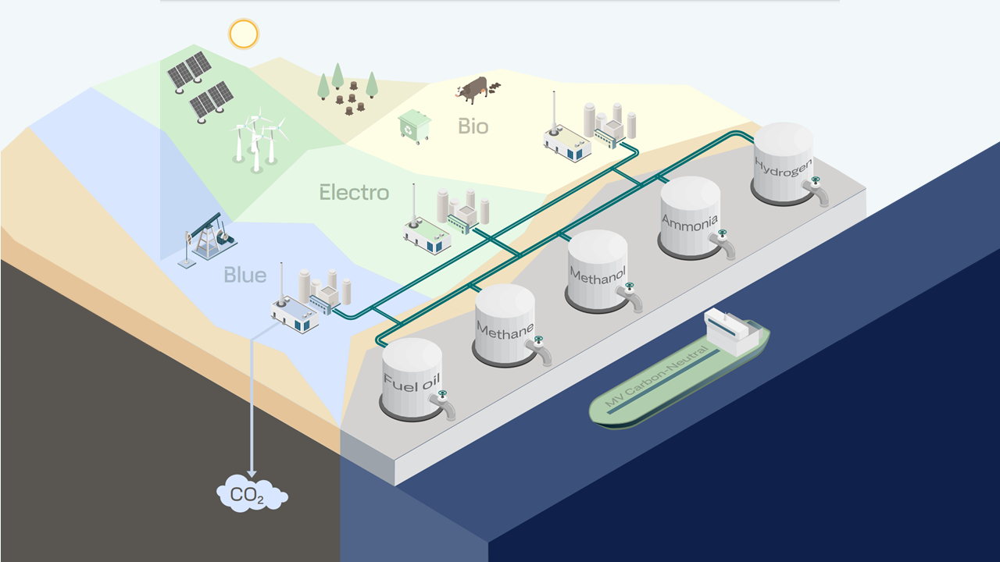 Bio
Electro
Blue
Hydrogen
Ammonia
Methanol
Methane
Fuel oil
MV Carbon-Neutral
CO₂